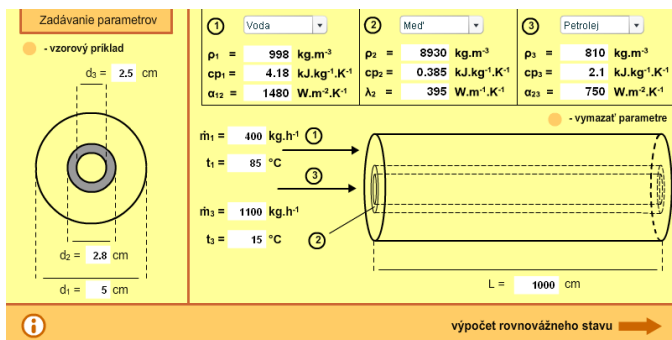 Zadávanie parametrov
- vzorový príklad
d₃ = 2.5 cm
d₂ = 2.8 cm
d₁ = 5 cm
1 Voda
ρ₁ = 998 kg.m⁻³
cp₁ = 4.18 kJ.kg⁻¹.K⁻¹
α₁₂ = 1480 W.m⁻².K⁻¹
2 Meď
ρ₂ = 8930 kg.m⁻³
cp₂ = 0.385 kJ.kg⁻¹.K⁻¹
λ₂ = 395 W.m⁻¹.K⁻¹
3 Petrolej
ρ₃ = 810 kg.m⁻³
cp₃ = 2.1 kJ.kg⁻¹.K⁻¹
α₂₃ = 750 W.m⁻².K⁻¹
- vymazať parametre
ṁ₁ = 400 kg.h⁻¹ 1
t₁ = 85 °C
3
ṁ₃ = 1100 kg.h⁻¹
t₃ = 15 °C
2
L = 1000 cm
i
výpočet rovnovážneho stavu